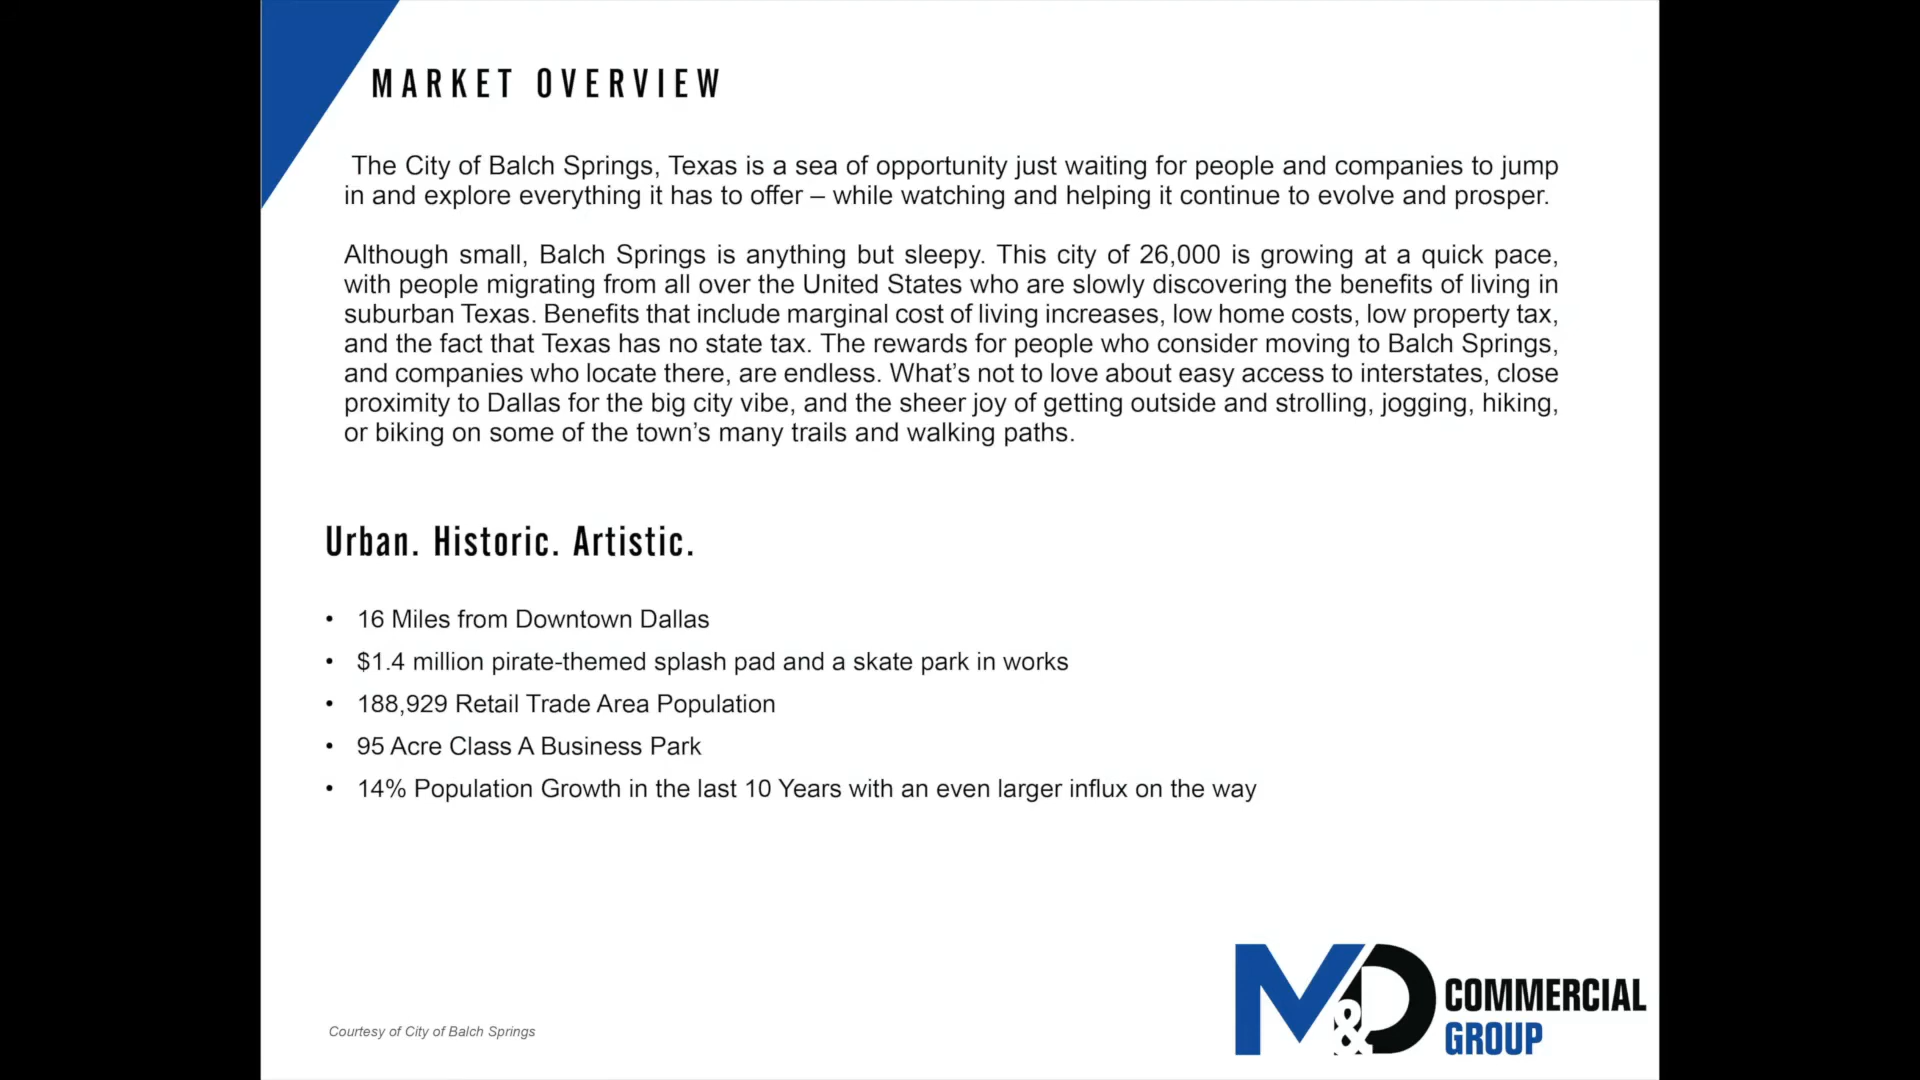 MARKET OVERVIEW
The City of Balch Springs, Texas is a sea of opportunity just waiting for people and companies to jump
in and explore everything it has to offer – while watching and helping it continue to evolve and prosper.
Although small, Balch Springs is anything but sleepy. This city of 26,000 is growing at a quick pace,
with people migrating from all over the United States who are slowly discovering the benefits of living in
suburban Texas. Benefits that include marginal cost of living increases, low home costs, low property tax,
and the fact that Texas has no state tax. The rewards for people who consider moving to Balch Springs,
and companies who locate there, are endless. What’s not to love about easy access to interstates, close
proximity to Dallas for the big city vibe, and the sheer joy of getting outside and strolling, jogging, hiking,
or biking on some of the town’s many trails and walking paths.
Urban. Historic. Artistic.
• 16 Miles from Downtown Dallas
• $1.4 million pirate-themed splash pad and a skate park in works
• 188,929 Retail Trade Area Population
• 95 Acre Class A Business Park
• 14% Population Growth in the last 10 Years with an even larger influx on the way
Courtesy of City of Balch Springs
M&D
COMMERCIAL
GROUP